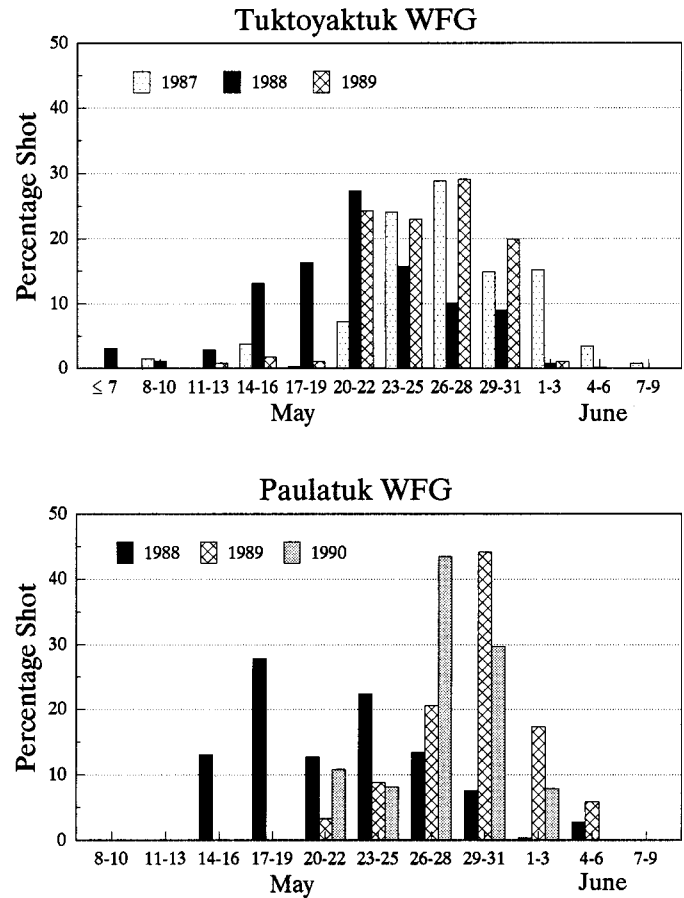 Tuktoyaktuk WFG
50
40
30
20
10
0
Percentage Shot
1987 1988 1989
≤ 7 8-10 11-13 14-16 17-19 20-22 23-25 26-28 29-31 1-3 4-6 7-9
May June
Paulatuk WFG
50
40
30
20
10
0
Percentage Shot
1988 1989 1990
8-10 11-13 14-16 17-19 20-22 23-25 26-28 29-31 1-3 4-6 7-9
May June